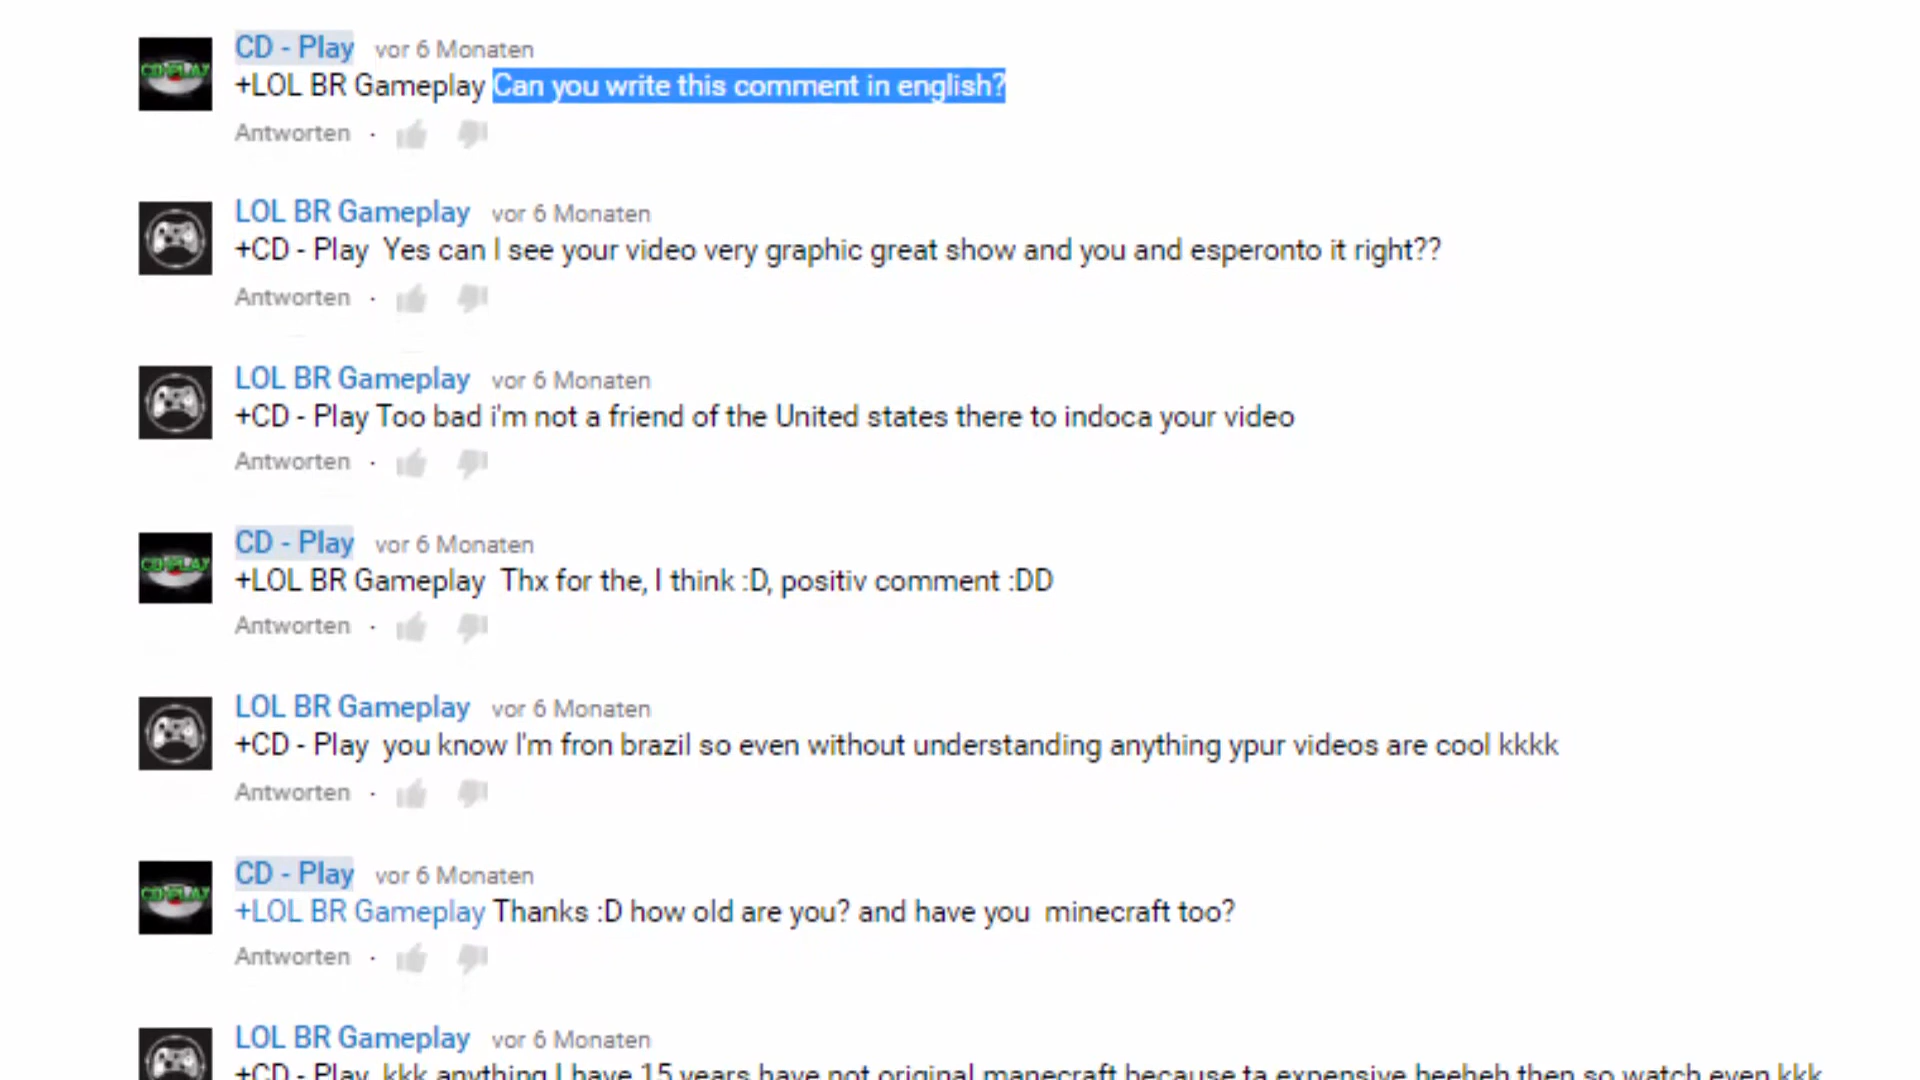 CD - Play vor 6 Monaten
+LOL BR Gameplay Can you write this comment in english?
Antworten ·
LOL BR Gameplay vor 6 Monaten
+CD - Play Yes can I see your video very graphic great show and you and esperonto it right??
Antworten ·
LOL BR Gameplay vor 6 Monaten
+CD - Play Too bad i'm not a friend of the United states there to indoca your video
Antworten ·
CD - Play vor 6 Monaten
+LOL BR Gameplay Thx for the, I think :D, positiv comment :DD
Antworten ·
LOL BR Gameplay vor 6 Monaten
+CD - Play you know I'm fron brazil so even without understanding anything ypur videos are cool kkkk
Antworten ·
CD - Play vor 6 Monaten
+LOL BR Gameplay Thanks :D how old are you? and have you minecraft too?
Antworten ·
LOL BR Gameplay vor 6 Monaten
+CD - Play kkk anything I have 15 years have not original manecraft because ta expensive heeheh then so watch even kkk